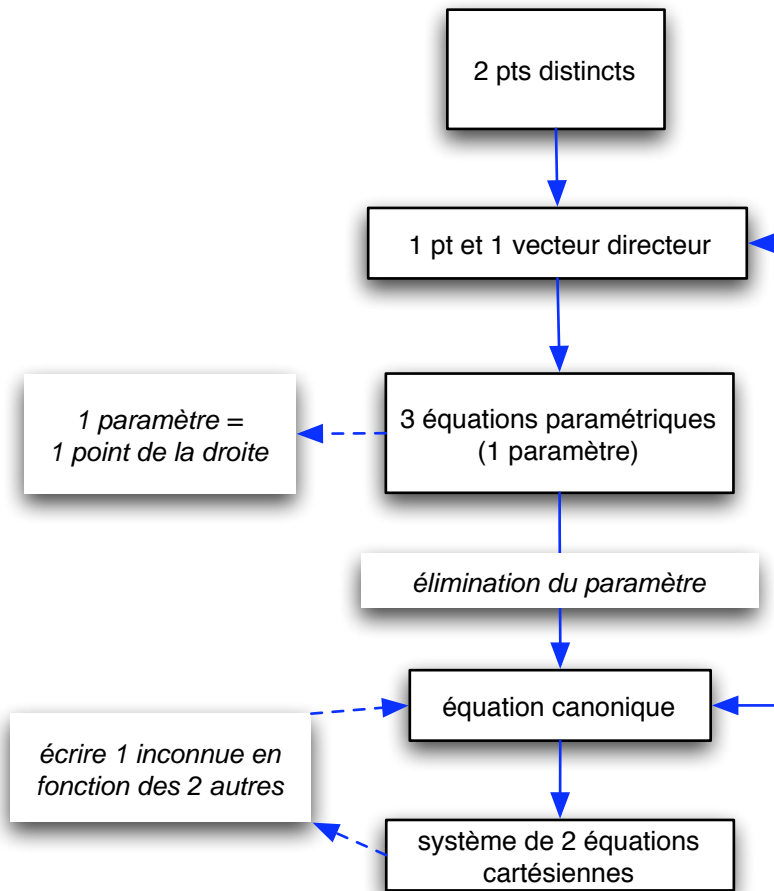 2 pts distincts
1 pt et 1 vecteur directeur
1 paramètre =
1 point de la droite
3 équations paramétriques
(1 paramètre)
élimination du paramètre
équation canonique
écrire 1 inconnue en
fonction des 2 autres
système de 2 équations
cartésiennes